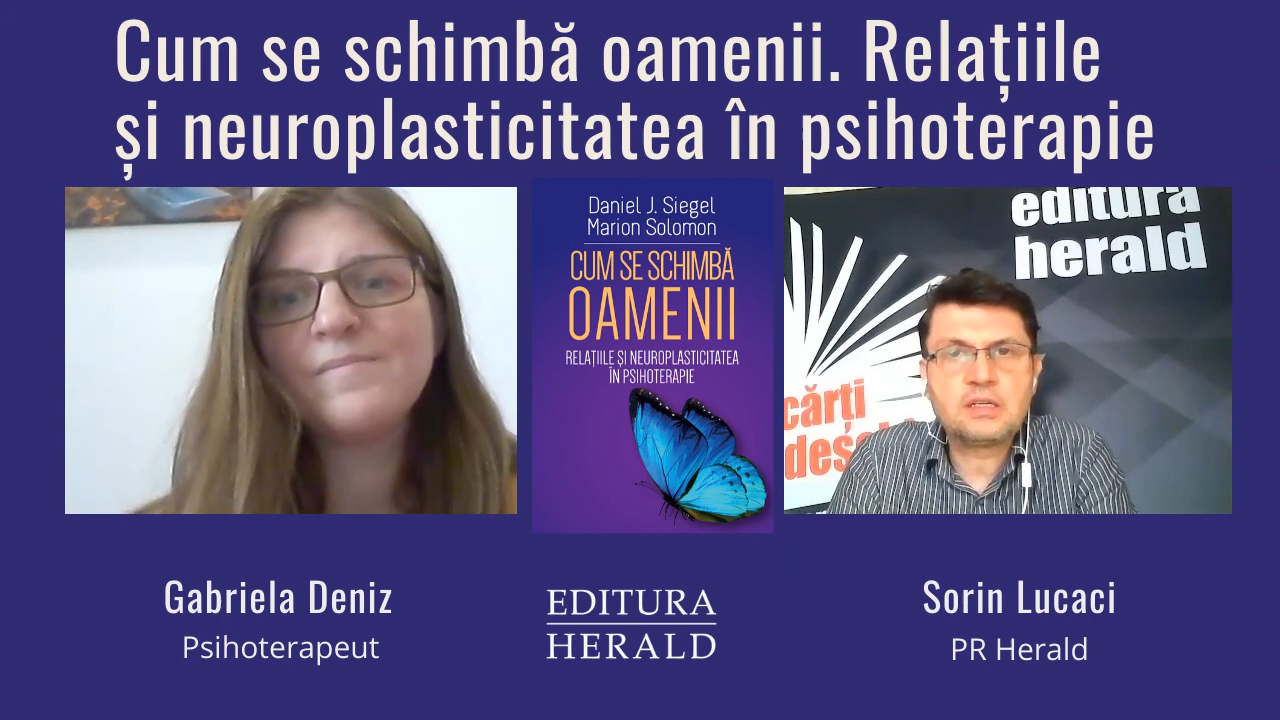 Cum se schimbă oamenii. Relațiile
și neuroplasticitatea în psihoterapie
Daniel J. Siegel
Marion Solomon
CUM SE SCHIMBĂ
OAMENII
RELAȚIILE ȘI NEUROPLASTICITATEA
ÎN PSIHOTERAPIE
editura
herald
cărți
Gabriela Deniz
Psihoterapeut
EDITURA
HERALD
Sorin Lucaci
PR Herald